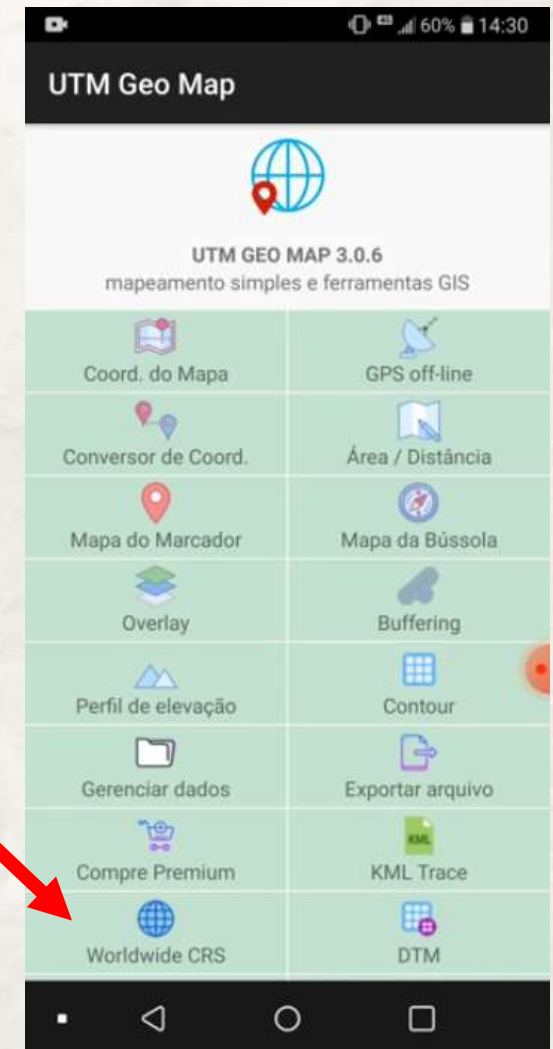 60% 14:30
UTM Geo Map
UTM GEO MAP 3.0.6
mapeamento simples e ferramentas GIS
Coord. do Mapa
GPS off-line
Conversor de Coord.
Área / Distância
Mapa do Marcador
Mapa da Bússola
Overlay
Buffering
Perfil de elevação
Contour
Gerenciar dados
Exportar arquivo
Compre Premium
KML
KML Trace
Worldwide CRS
DTM